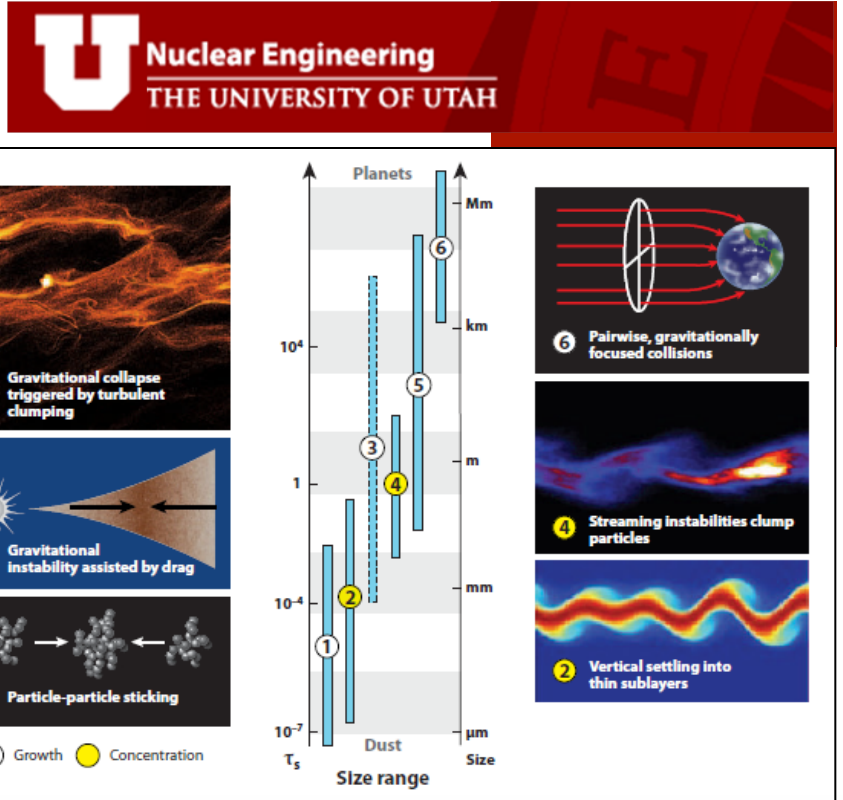 U
Nuclear Engineering
THE UNIVERSITY OF UTAH
E
Gravitational collapse
triggered by turbulent
clumping
Gravitational
instability assisted by drag
Particle-particle sticking
Growth
Concentration
Planets
Mm
km
m
mm
μm
10⁴
1
10⁻⁴
10⁻⁷
1
2
3
4
5
6
Dust
τₛ
Size
Size range
6
Pairwise, gravitationally
focused collisions
4
Streaming instabilities clump
particles
2
Vertical settling into
thin sublayers